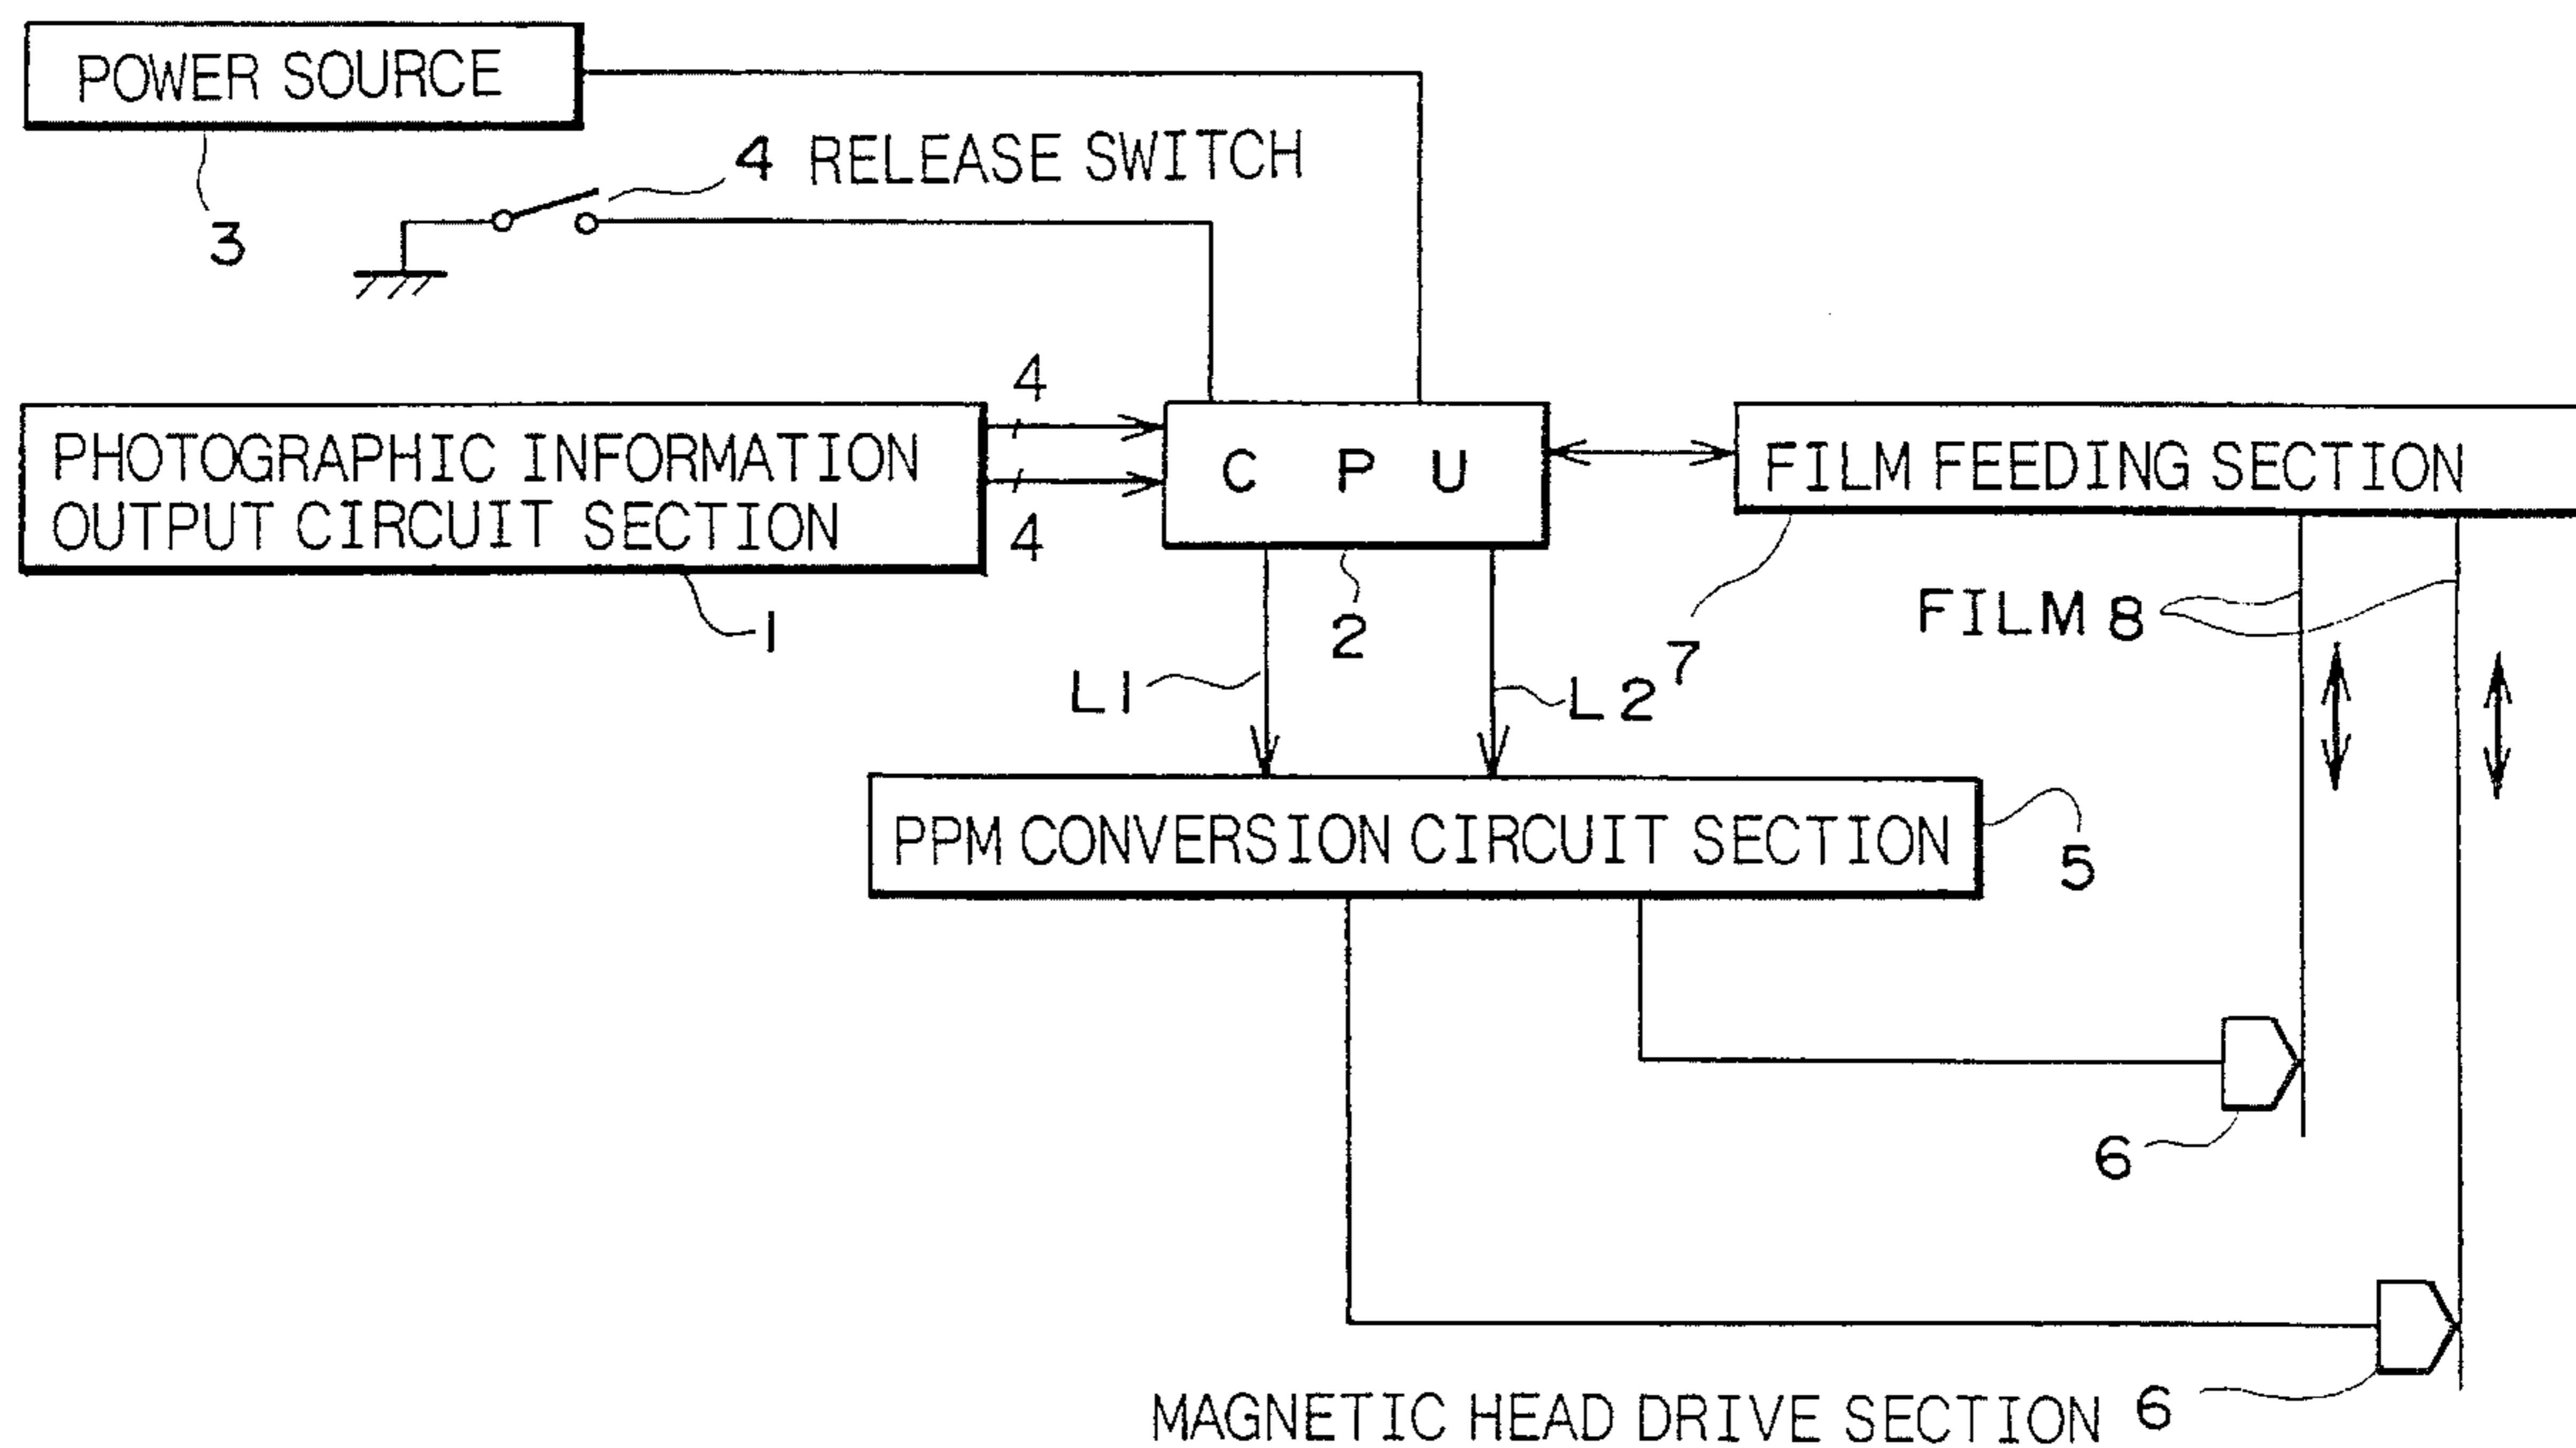 POWER SOURCE
3
4 RELEASE SWITCH
4
PHOTOGRAPHIC INFORMATION
OUTPUT CIRCUIT SECTION
4
1
C P U
2
FILM FEEDING SECTION
7
FILM 8
L1
L2
PPM CONVERSION CIRCUIT SECTION
5
6
MAGNETIC HEAD DRIVE SECTION 6